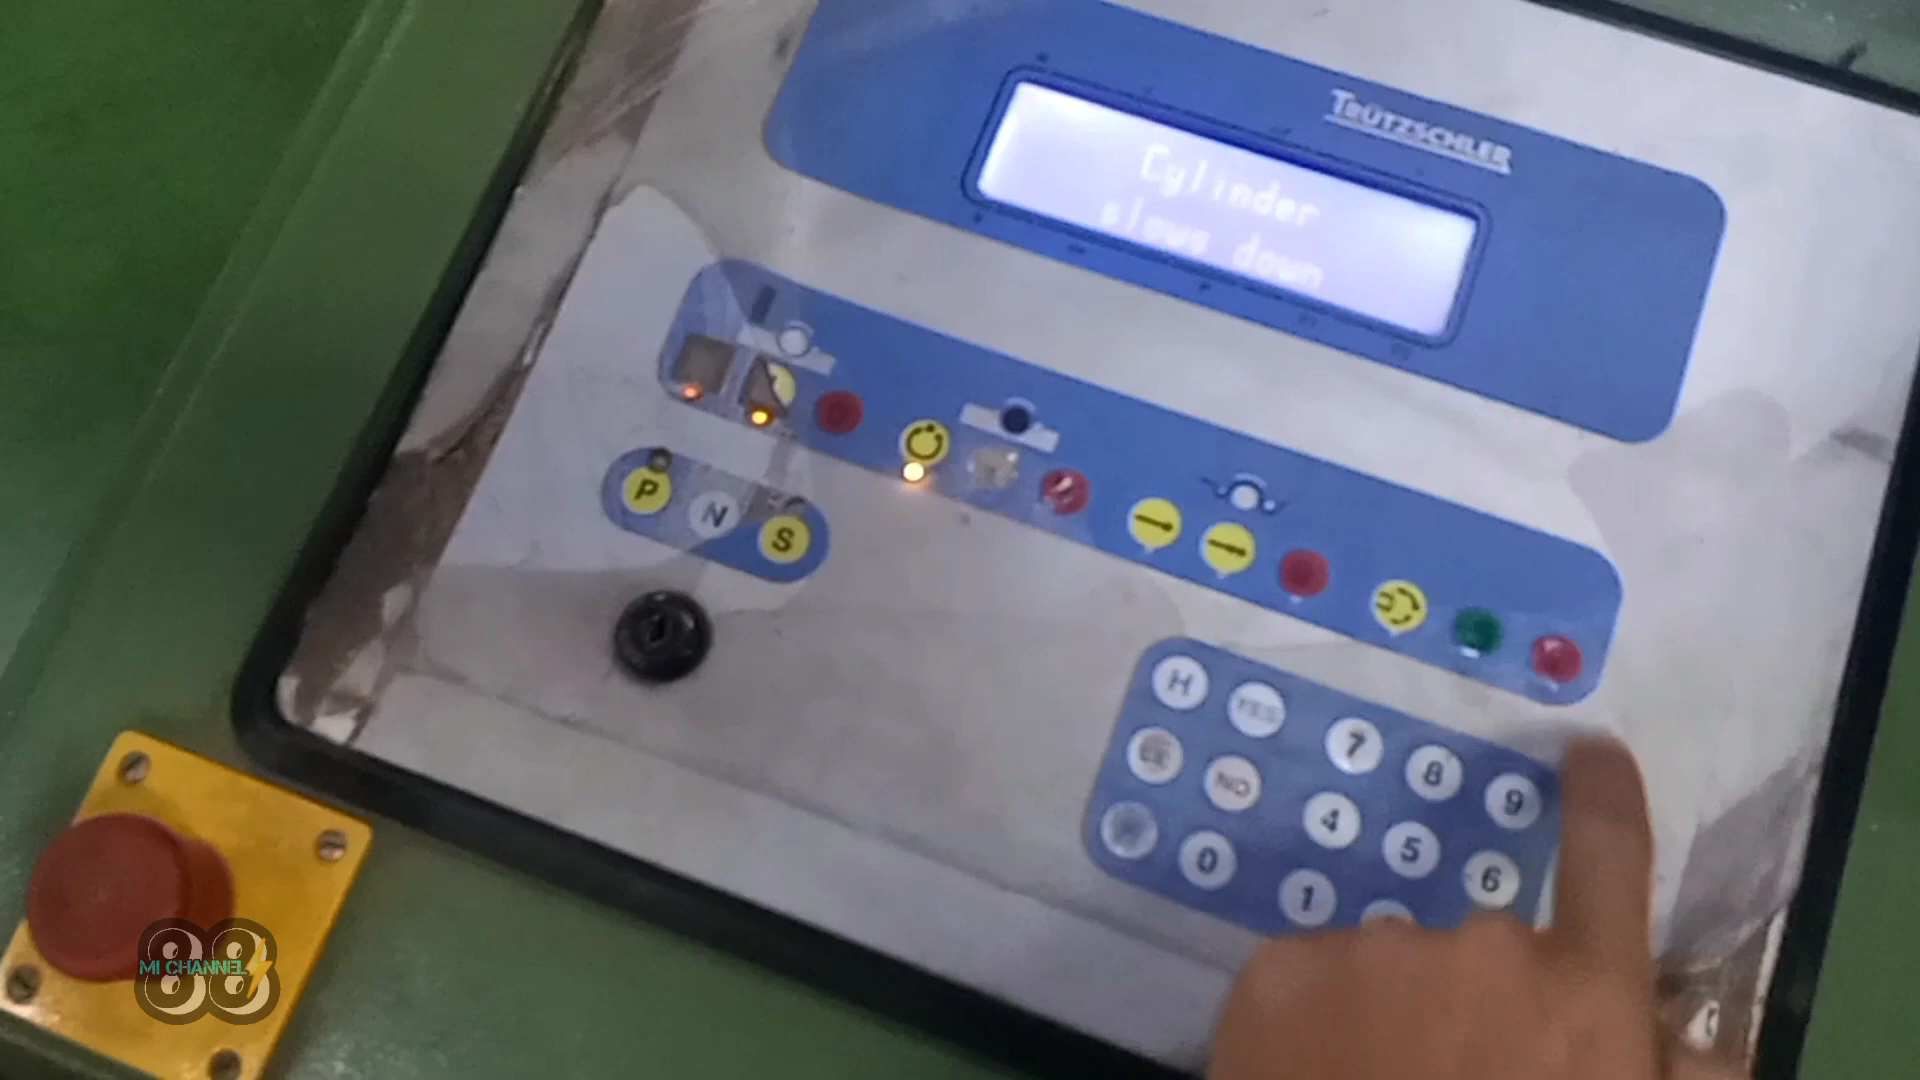 TRÜTZSCHLER
Cylinder
slows down
P N S
H YES 7 8 9
NO 4 5 6
0 1
MI CHANNEL
88